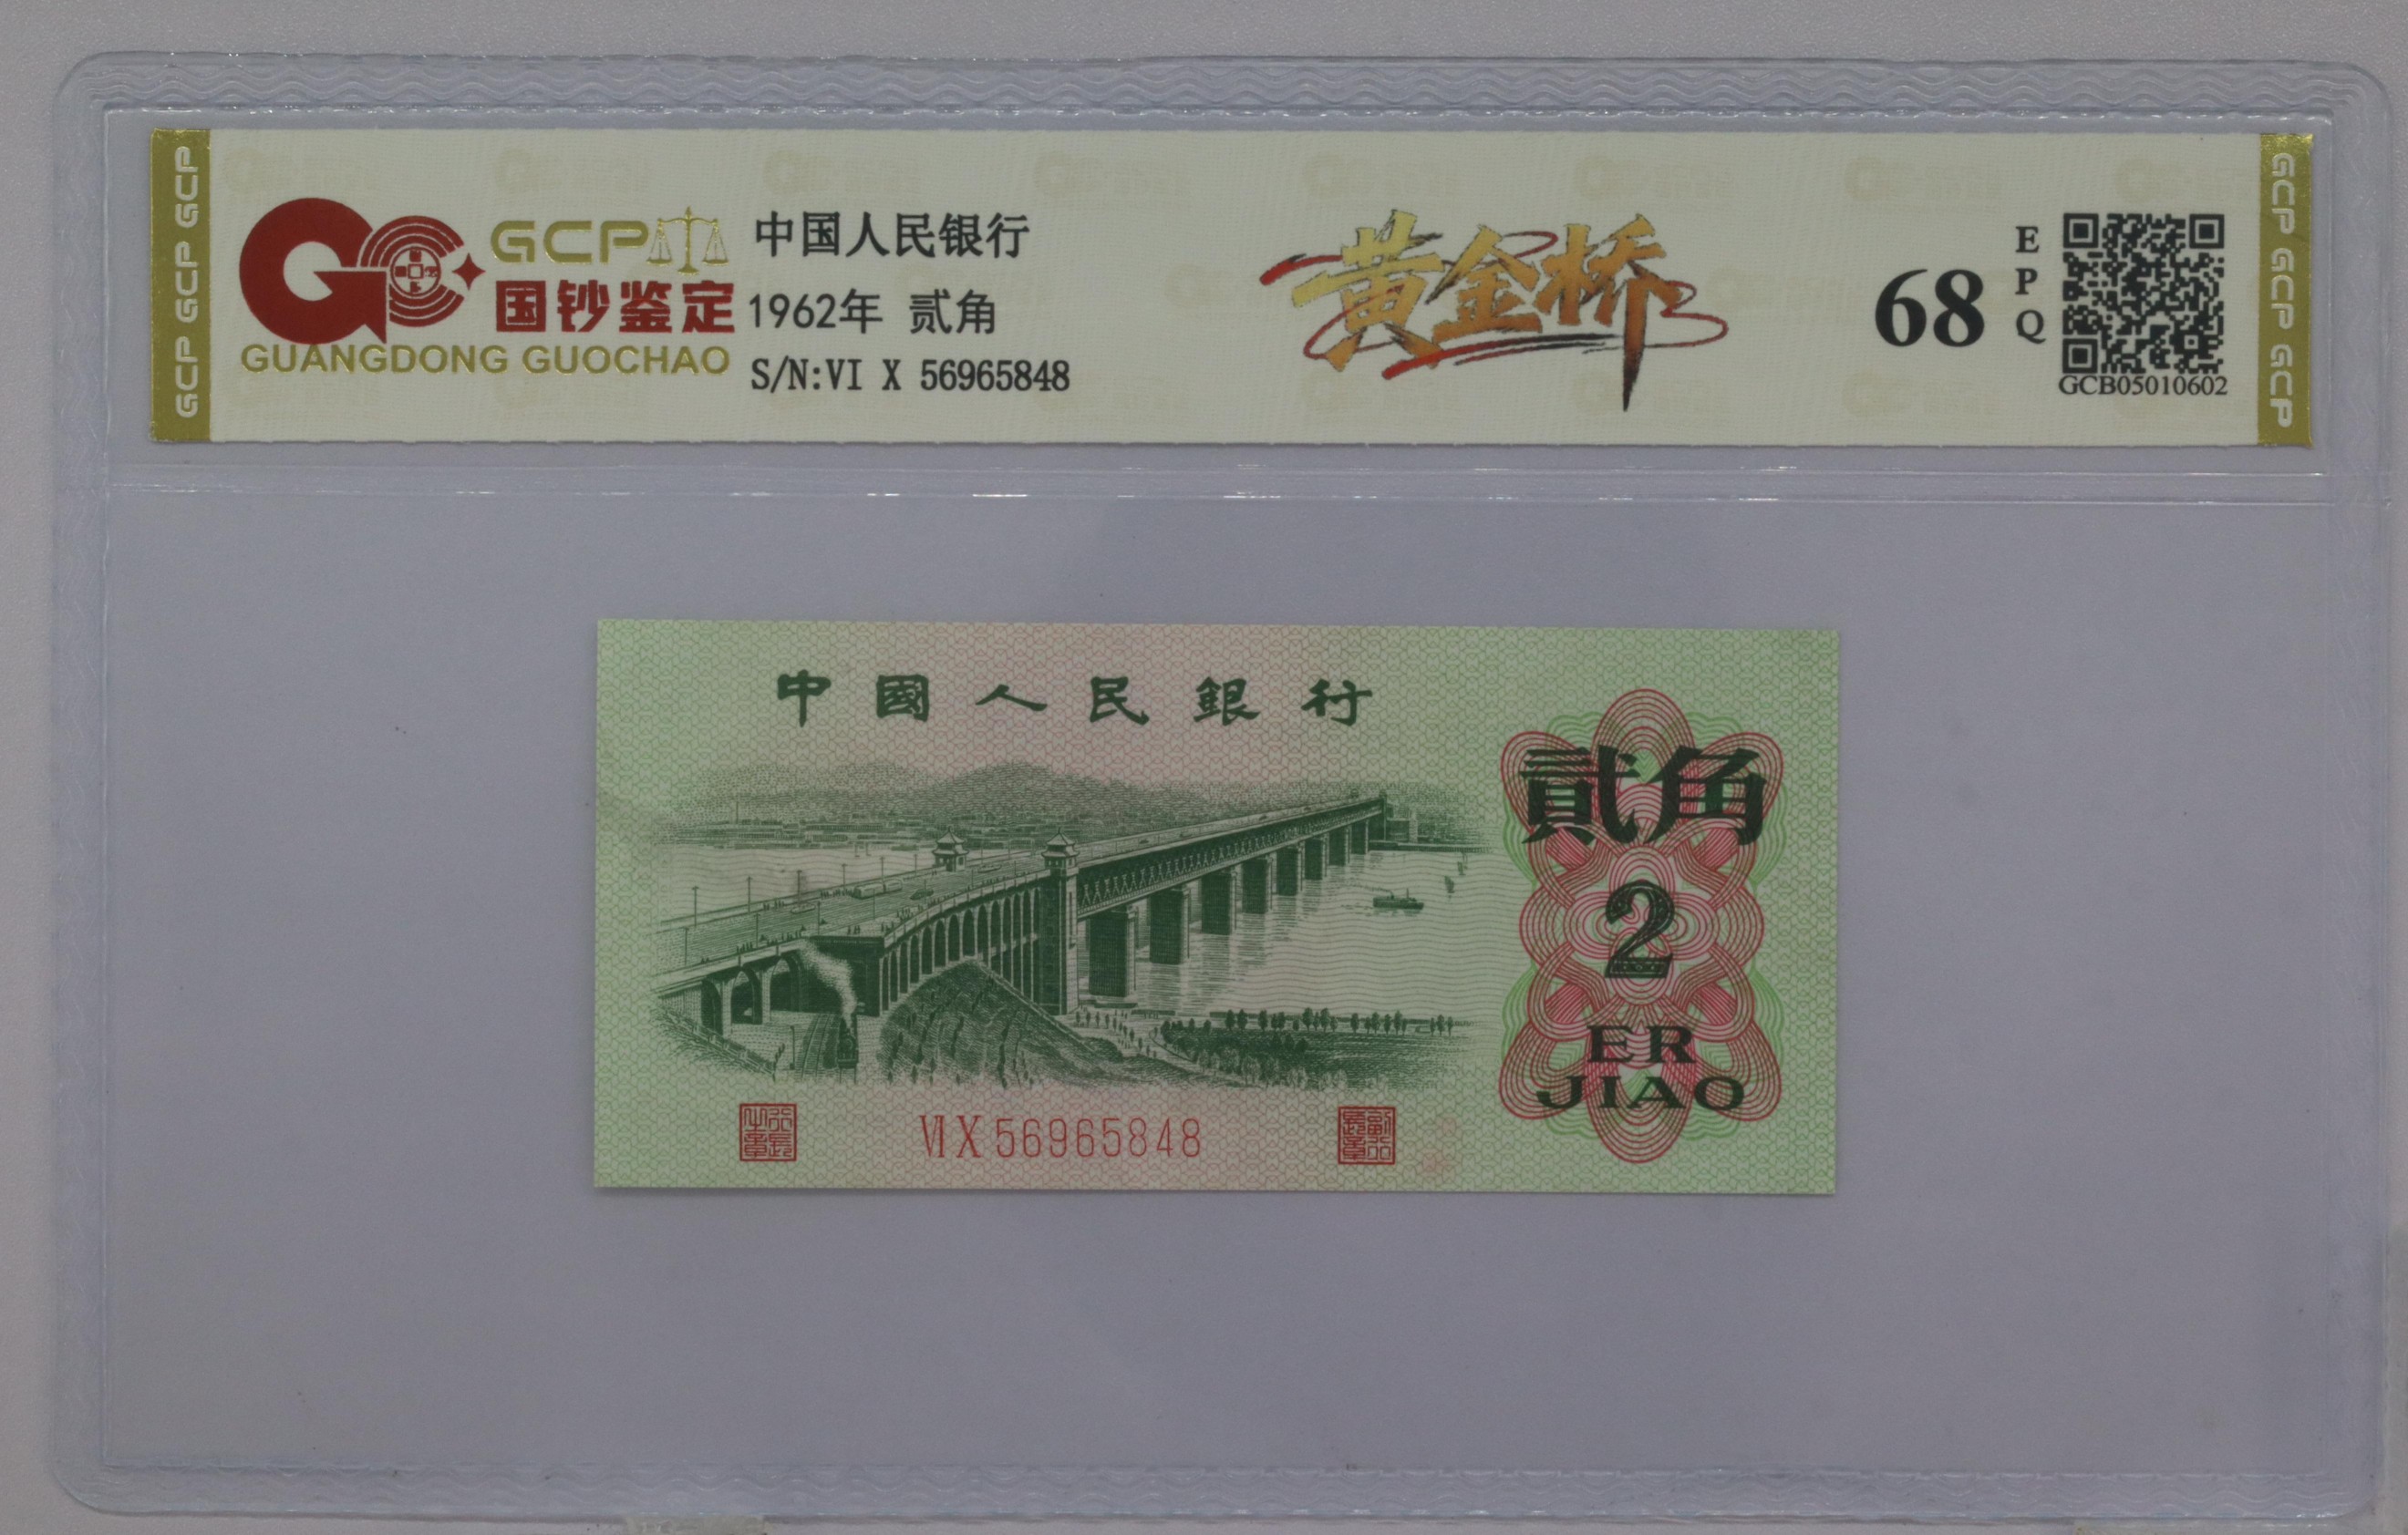 GCP GCP GCP
GCP
国钞鉴定
GUANGDONG GUOCHAO
中国人民银行
1962年 贰角
S/N:VI X 56965848
黄金桥
68
EPQ
GCB05010602
GCP GCP GCP
中國人民銀行
貳角
2
ER
JIAO
VI X 56965848